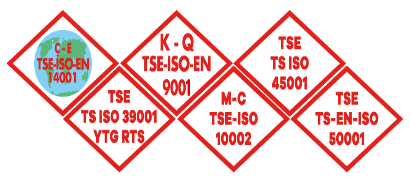 Ç - E
TSE-ISO-EN
14001
K - Q
TSE-ISO-EN
9001
TSE
TS ISO
45001
TSE
TS ISO 39001
YTG RTS
M-C
TSE-ISO
10002
TSE
TS-EN-ISO
50001